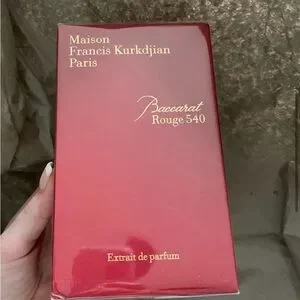 Maison
Francis Kurkdjian
Paris
Baccarat
Rouge 540
Extrait de parfum